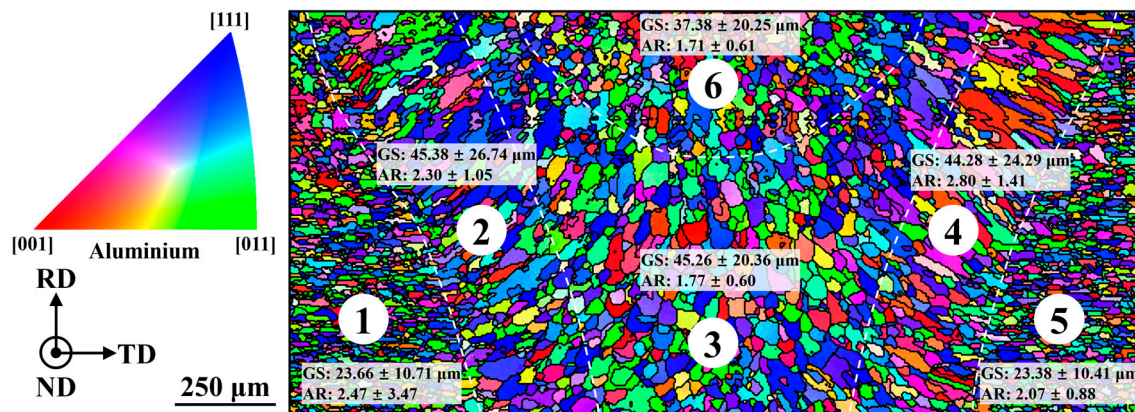 [111]
[001]
[011]
Aluminium
RD
TD
ND
250 μm
GS: 37.38 ± 20.25 μm
AR: 1.71 ± 0.61
6
GS: 45.38 ± 26.74 μm
AR: 2.30 ± 1.05
GS: 44.28 ± 24.29 μm
AR: 2.80 ± 1.41
2
4
GS: 45.26 ± 20.36 μm
AR: 1.77 ± 0.60
1
3
5
GS: 23.66 ± 10.71 μm
AR: 2.47 ± 3.47
GS: 23.38 ± 10.41 μm
AR: 2.07 ± 0.88